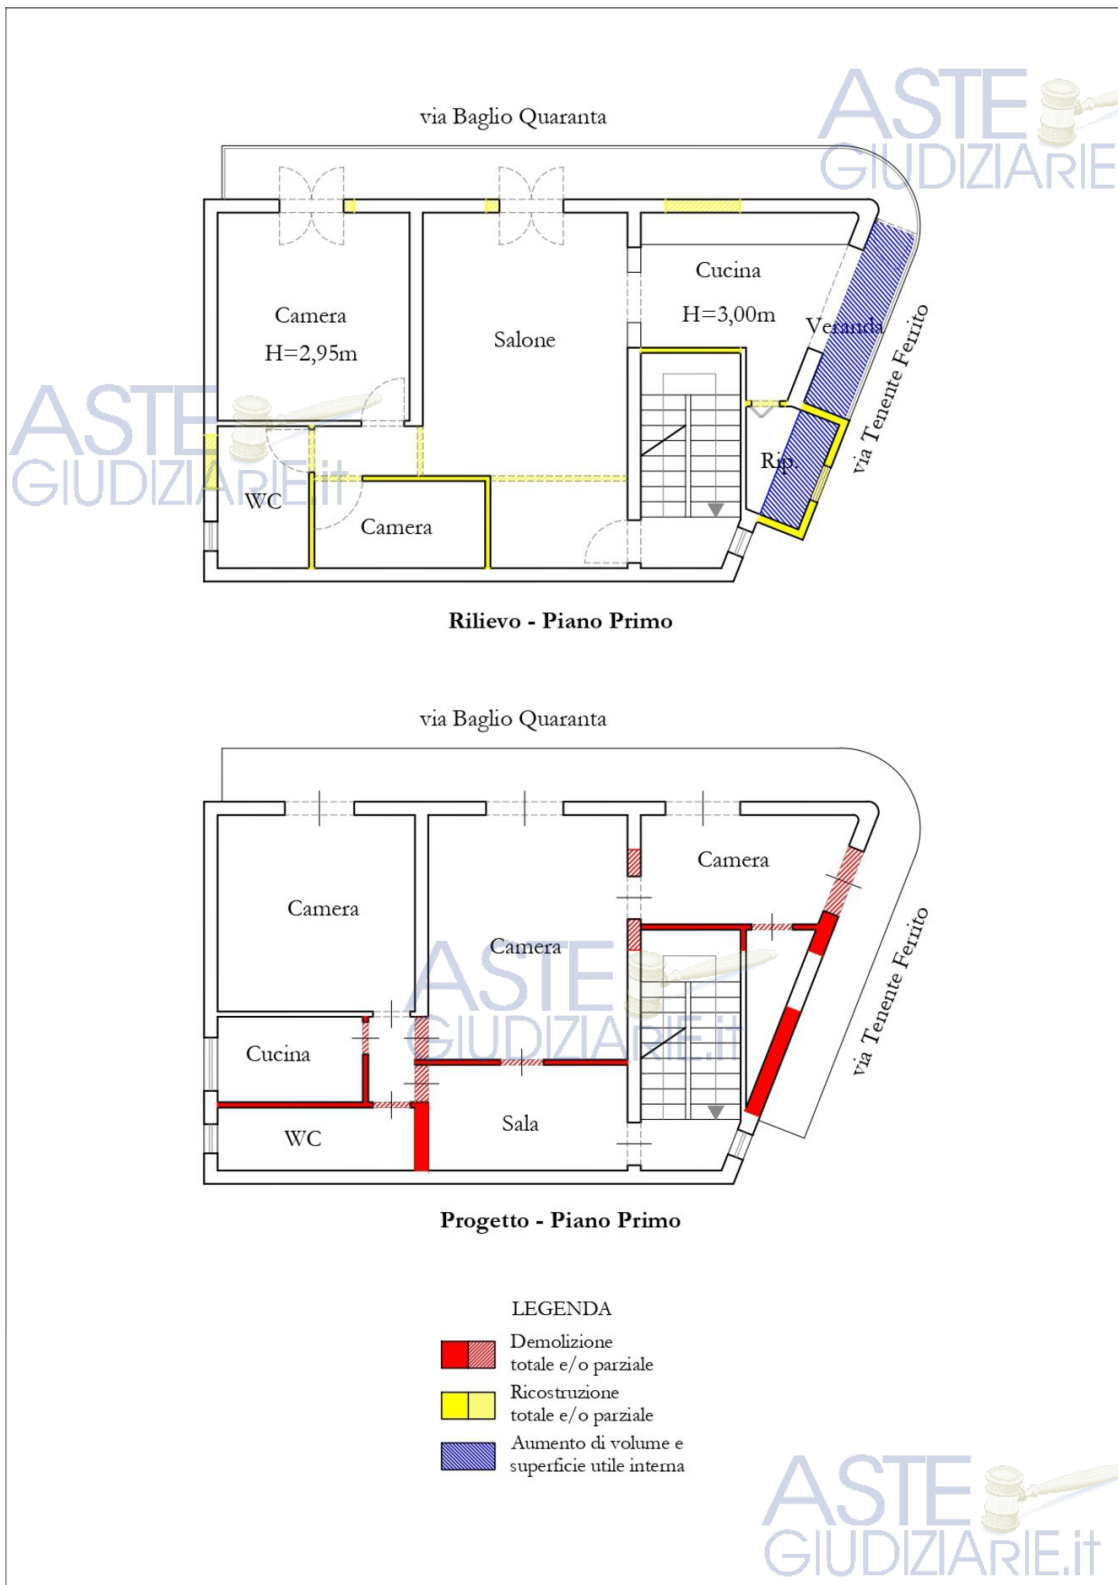 ASTE
GIUDIZIARIE
via Baglio Quaranta
Cucina
H=3,00m
Camera
H=2,95m
Salone
Veranda
via Tenente Ferrito
ASTE
GIUDIZIARIE.it
WC
Camera
Rip.
Rilievo - Piano Primo
via Baglio Quaranta
Camera
Camera
Camera
via Tenente Ferrito
ASTE
GIUDIZIARIE.it
Cucina
Sala
WC
Progetto - Piano Primo
LEGENDA
Demolizione
totale e/o parziale
Ricostruzione
totale e/o parziale
Aumento di volume e
superficie utile interna
ASTE
GIUDIZIARIE.it